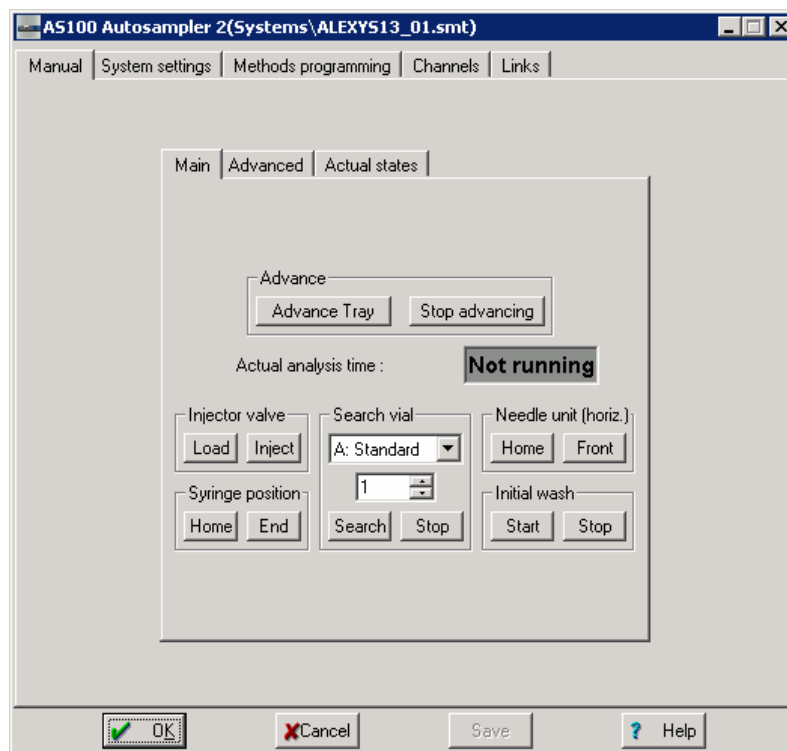 AS100 Autosampler 2(Systems\ALEXYS13_01.smt)
Manual System settings Methods programming Channels Links
Main Advanced Actual states
Advance
Advance Tray Stop advancing
Actual analysis time : Not running
Injector valve Search vial Needle unit (horiz.)
Load Inject A: Standard Home Front
1
Syringe position Initial wash
Home End Search Stop Start Stop
OK Cancel Save ? Help